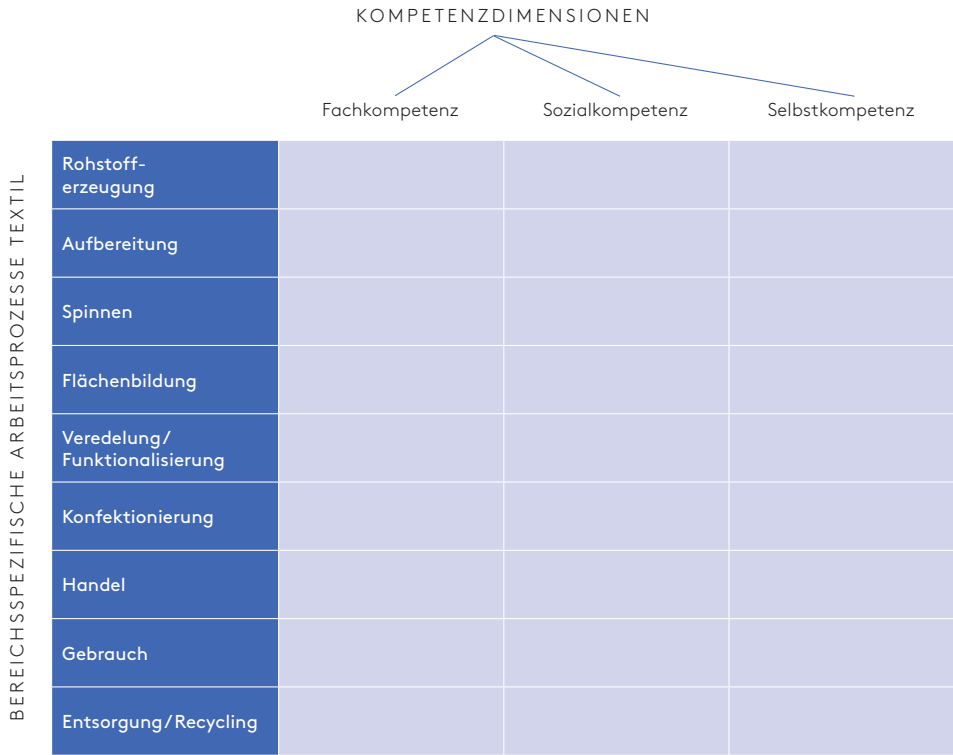 KOMPETENZDIMENSIONEN
Fachkompetenz Sozialkompetenz Selbstkompetenz
BEREICHSSPEZIFISCHE ARBEITSPROZESSE TEXTIL
Rohstoff-
erzeugung
Aufbereitung
Spinnen
Flächenbildung
Veredelung/
Funktionalisierung
Konfektionierung
Handel
Gebrauch
Entsorgung/Recycling